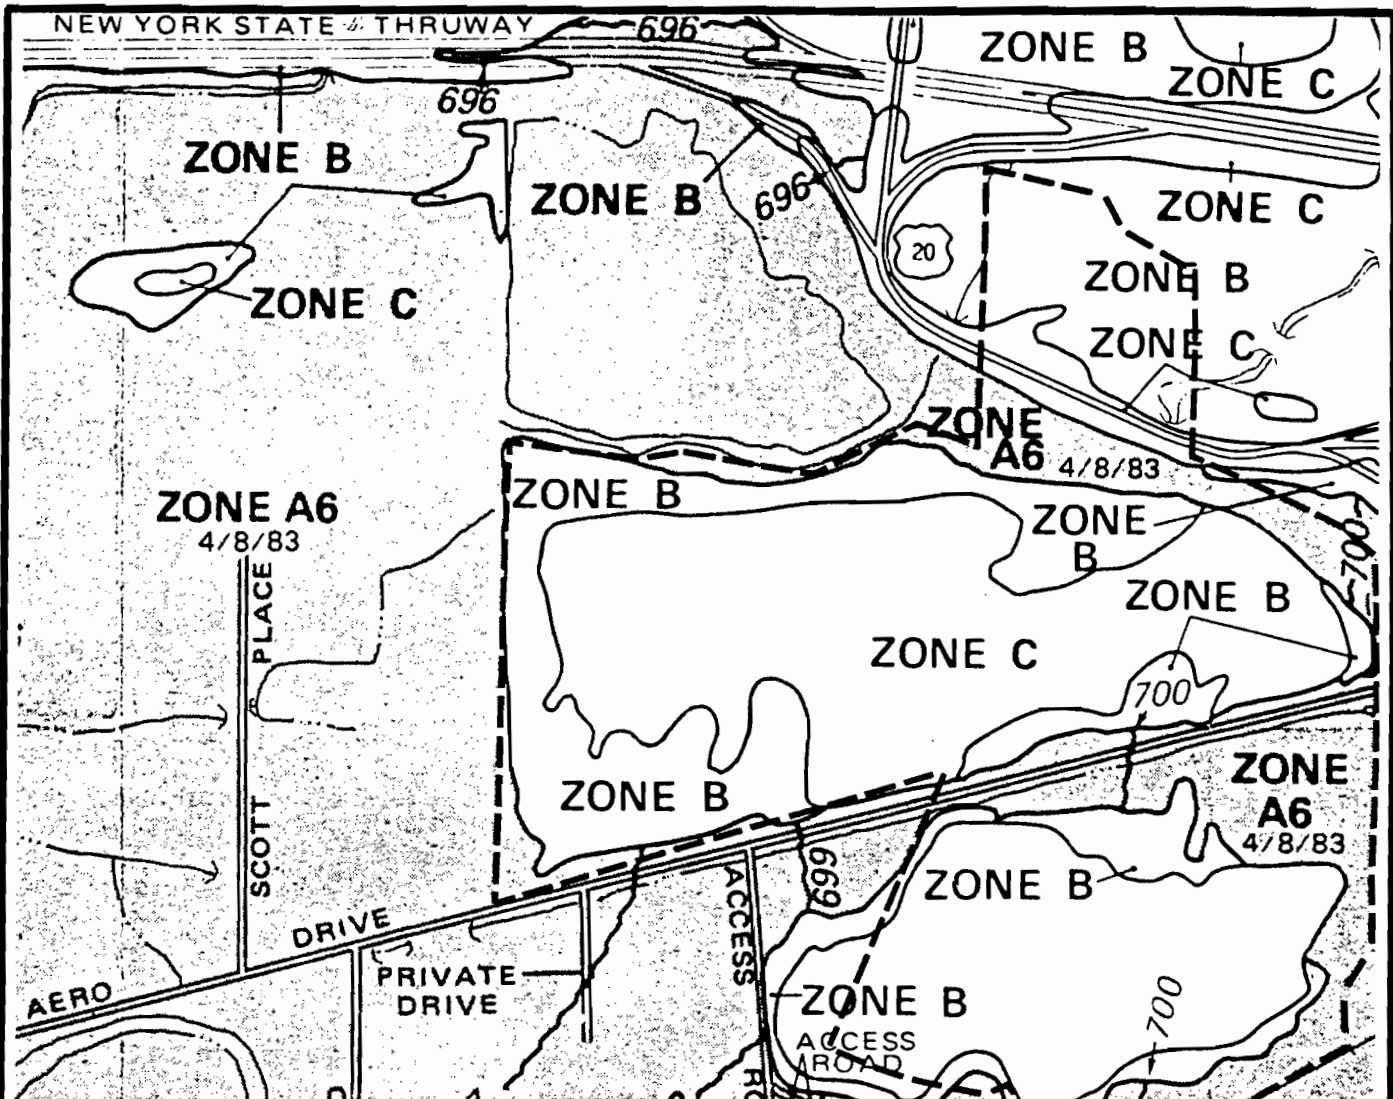 NEW YORK STATE THRUWAY
696
ZONE B
ZONE C
696
ZONE B
ZONE B
696
ZONE C
20
ZONE B
ZONE C
ZONE C
ZONE
A6 4/8/83
ZONE B
ZONE A6
4/8/83
ZONE
B
700
PLACE
ZONE B
ZONE C
700
ZONE
A6
4/8/83
ZONE B
SCOTT
699
ACCESS
ZONE B
DRIVE
PRIVATE
DRIVE
AERO
ZONE B
700
ACCESS
ROAD